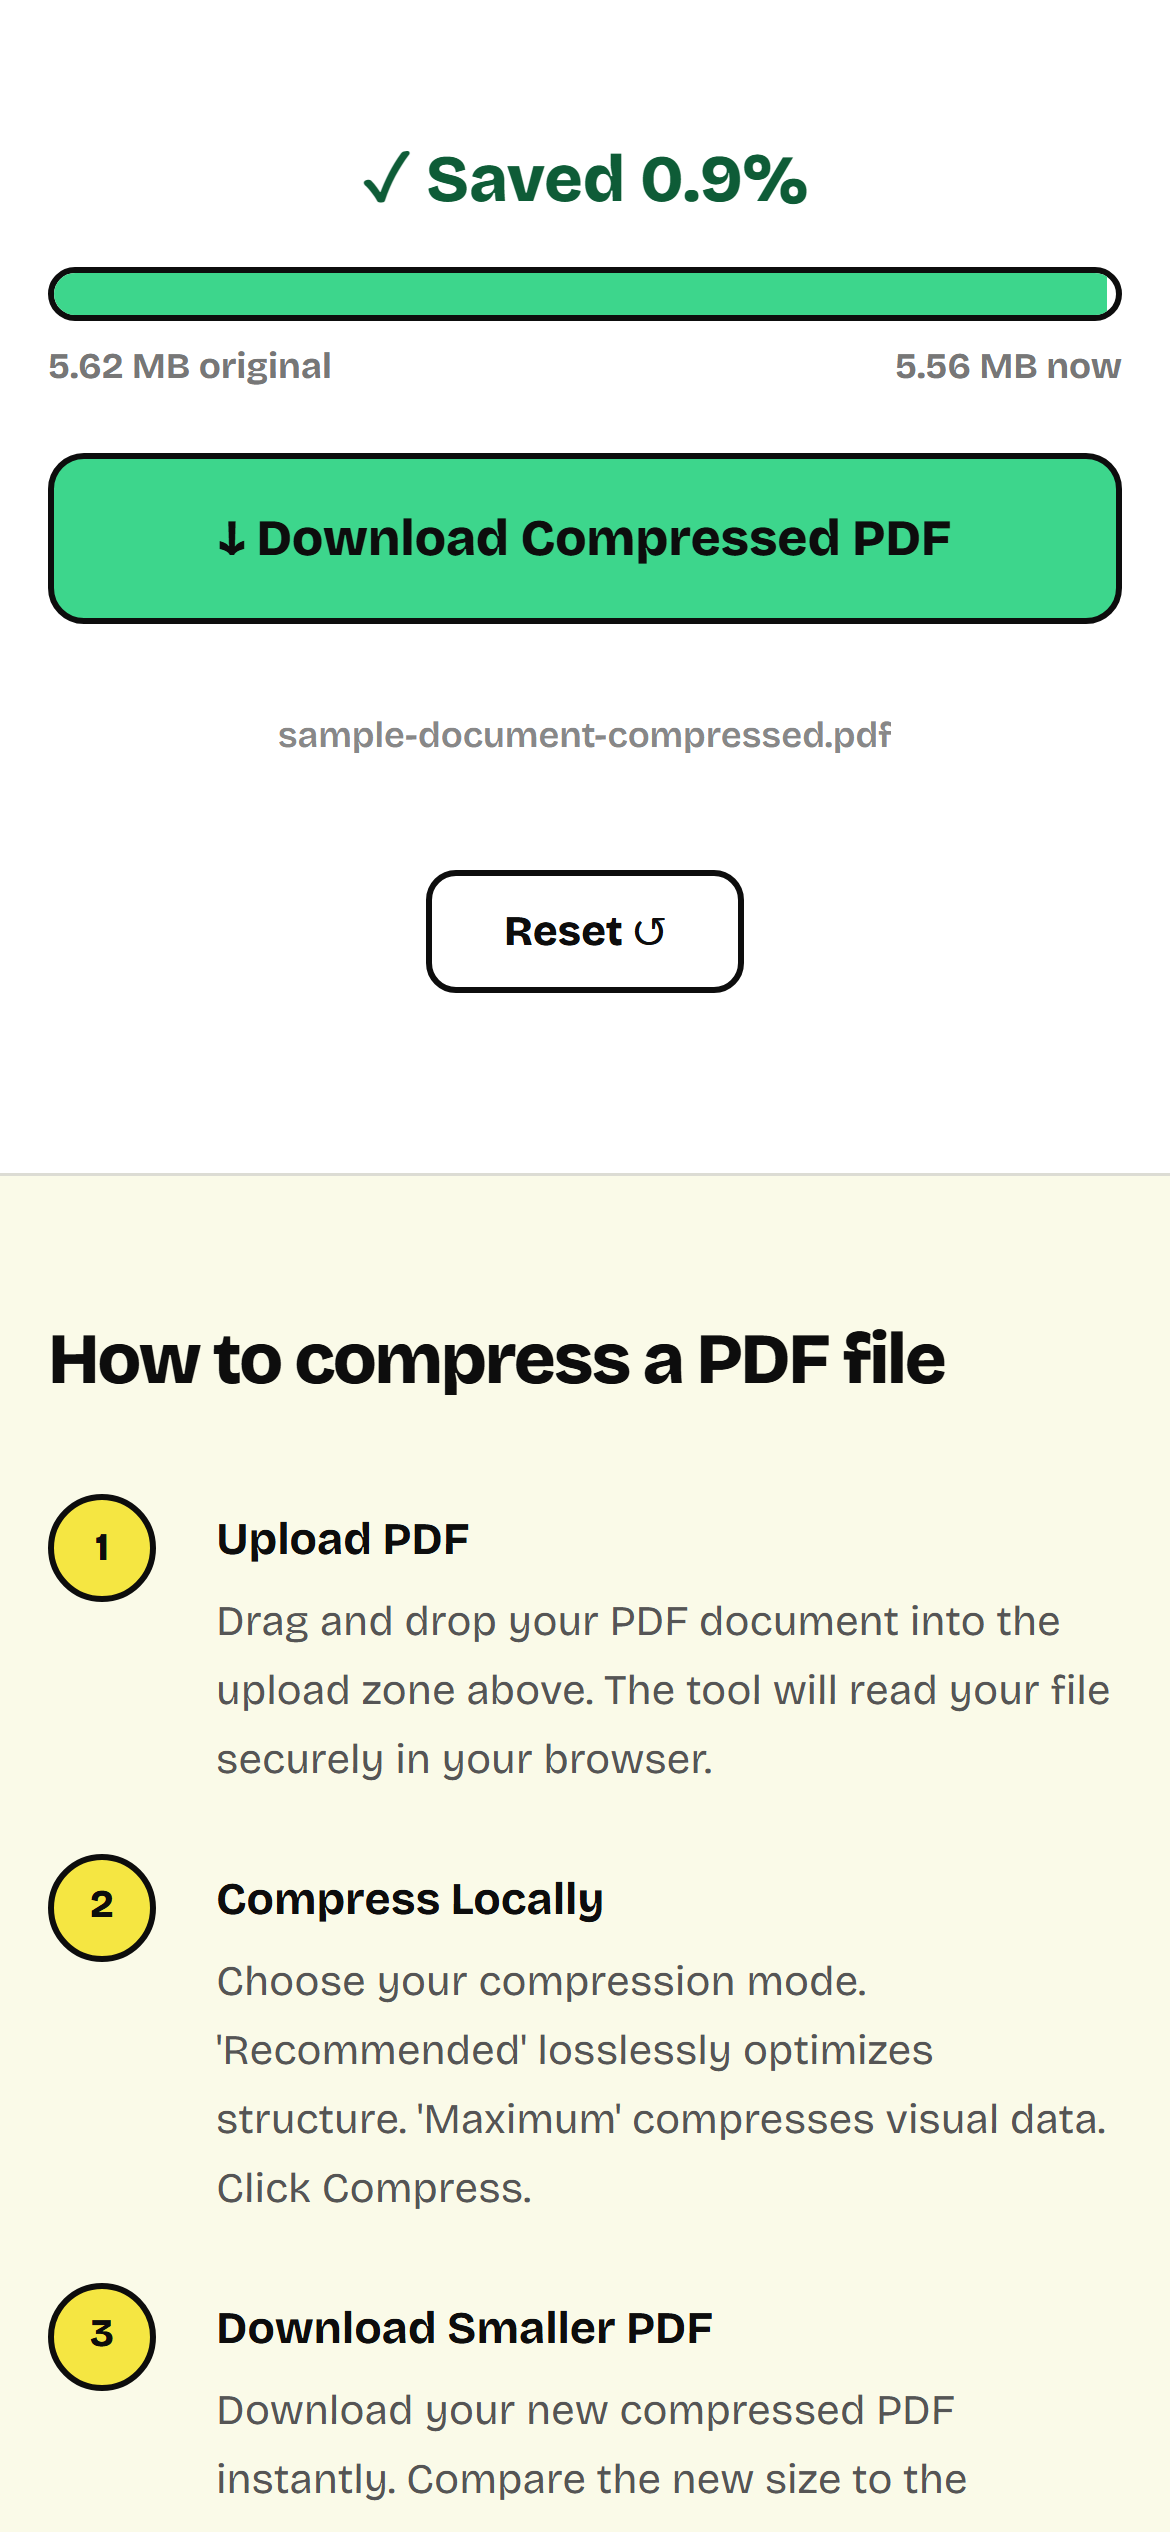 ✓ Saved 0.9%
5.62 MB original
5.56 MB now
↓ Download Compressed PDF
sample-document-compressed.pdf
Reset ↺
How to compress a PDF file
1
Upload PDF
Drag and drop your PDF document into the
upload zone above. The tool will read your file
securely in your browser.
2
Compress Locally
Choose your compression mode.
'Recommended' losslessly optimizes
structure. 'Maximum' compresses visual data.
Click Compress.
3
Download Smaller PDF
Download your new compressed PDF
instantly. Compare the new size to the